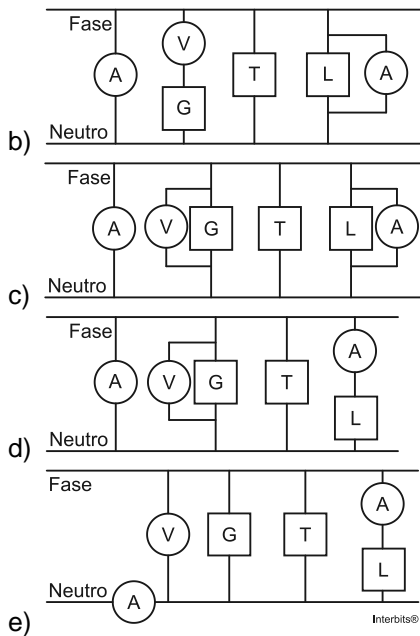 Fase
A V T L A
G
Neutro
b)
Fase
A V G T L A
Neutro
c)
Fase
A
A V G T
L
Neutro
d)
Fase
A
V G T
L
Neutro
A
e)
Interbits®